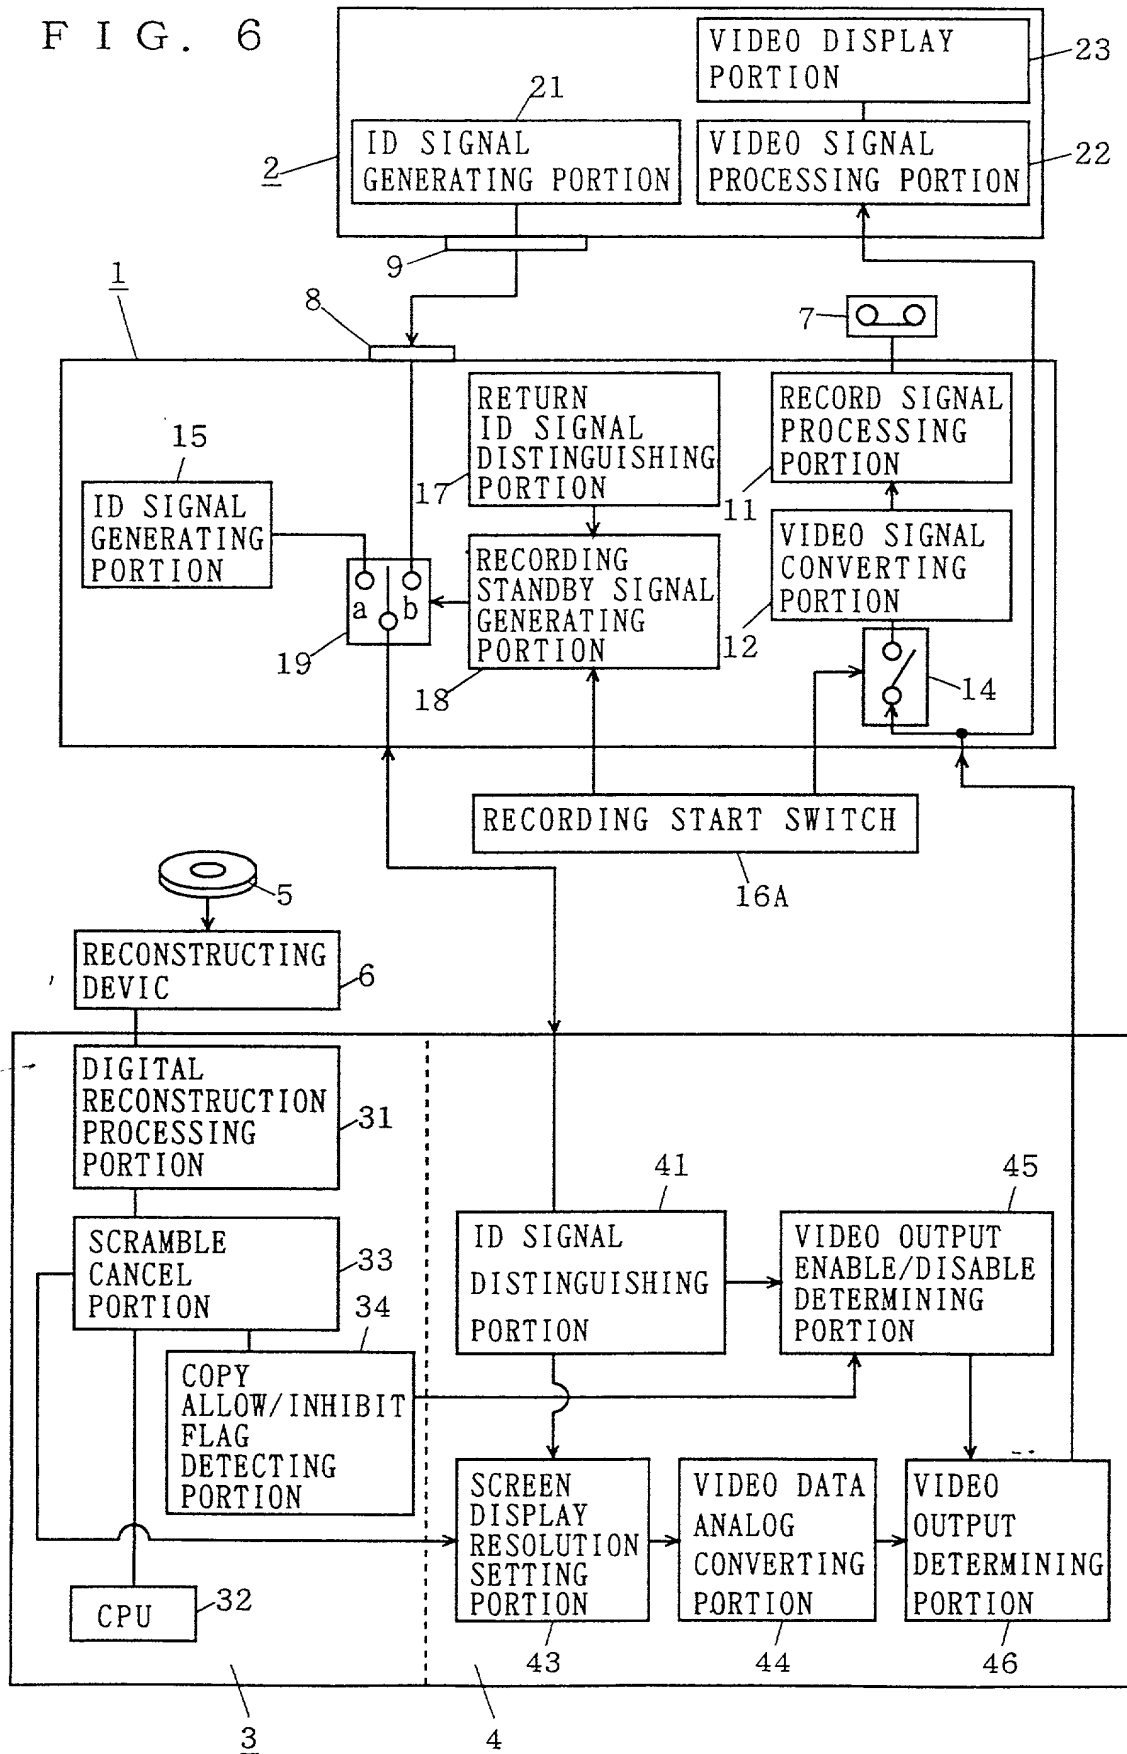 FIG. 6
VIDEO DISPLAY
PORTION
23
21
ID SIGNAL
GENERATING PORTION
VIDEO SIGNAL
PROCESSING PORTION
22
2
9
1
8
7
RETURN
ID SIGNAL
DISTINGUISHING
PORTION
17
RECORD SIGNAL
PROCESSING
PORTION
11
15
ID SIGNAL
GENERATING
PORTION
a
b
19
RECORDING
STANDBY SIGNAL
GENERATING
PORTION
18
VIDEO SIGNAL
CONVERTING
PORTION
12
14
RECORDING START SWITCH
16A
5
RECONSTRUCTING
DEVIC
6
DIGITAL
RECONSTRUCTION
PROCESSING
PORTION
31
SCRAMBLE
CANCEL
PORTION
33
34
COPY
ALLOW/INHIBIT
FLAG
DETECTING
PORTION
CPU
32
41
ID SIGNAL
DISTINGUISHING
PORTION
45
VIDEO OUTPUT
ENABLE/DISABLE
DETERMINING
PORTION
SCREEN
DISPLAY
RESOLUTION
SETTING
PORTION
43
VIDEO DATA
ANALOG
CONVERTING
PORTION
44
VIDEO
OUTPUT
DETERMINING
PORTION
46
3
4